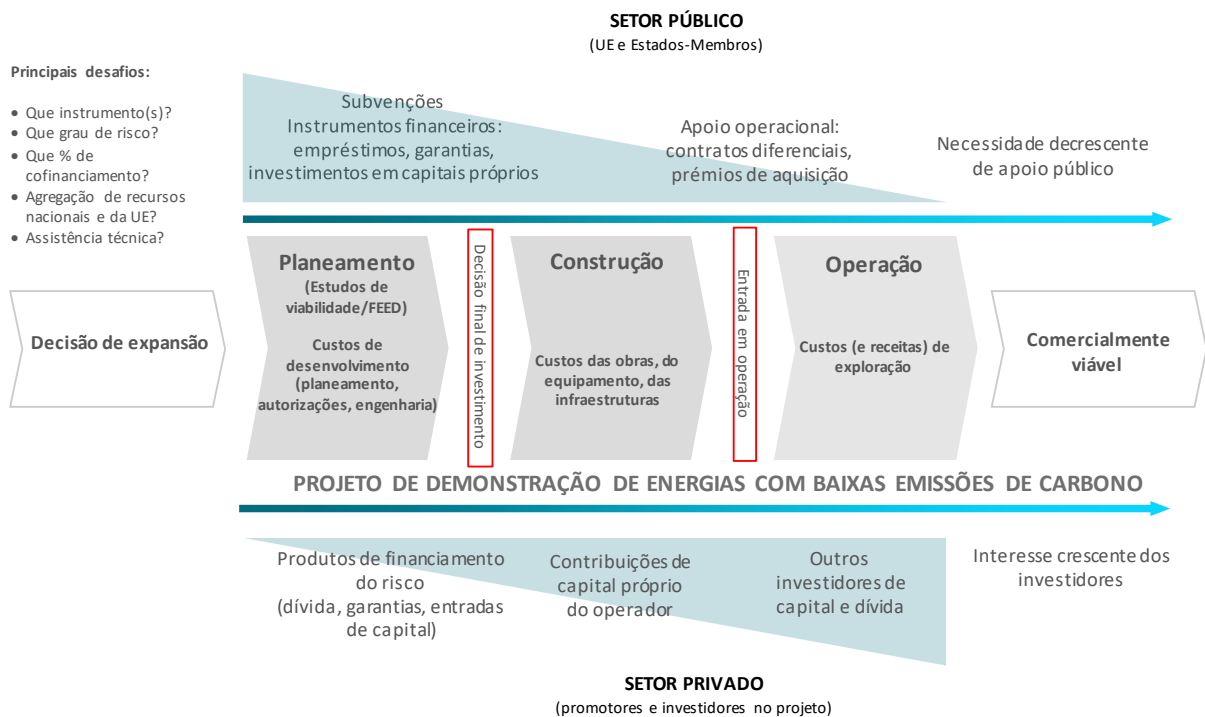 SETOR PÚBLICO
(UE e Estados-Membros)
Principais desafios:
• Que instrumento(s)?
• Que grau de risco?
• Que % de
cofinanciamento?
• Agregação de recursos
nacionais e da UE?
• Assistência técnica?
Subvenções
Instrumentos financeiros:
empréstimos, garantias,
investimentos em capitais próprios
Apoio operacional:
contratos diferenciais,
prémios de aquisição
Necessidade decrescente
de apoio público
Decisão de expansão
Planeamento
(Estudos de
viabilidade/FEED)
Custos de
desenvolvimento
(planeamento,
autorizações, engenharia)
Decisão final de investimento
Construção
Custos das obras, do
equipamento, das
infraestruturas
Entrada em operação
Operação
Custos (e receitas) de
exploração
Comercialmente
viável
PROJETO DE DEMONSTRAÇÃO DE ENERGIAS COM BAIXAS EMISSÕES DE CARBONO
Produtos de financiamento
do risco
(dívida, garantias, entradas
de capital)
Contribuições de
capital próprio
do operador
Outros
investidores de
capital e dívida
Interesse crescente dos
investidores
SETOR PRIVADO
(promotores e investidores no projeto)